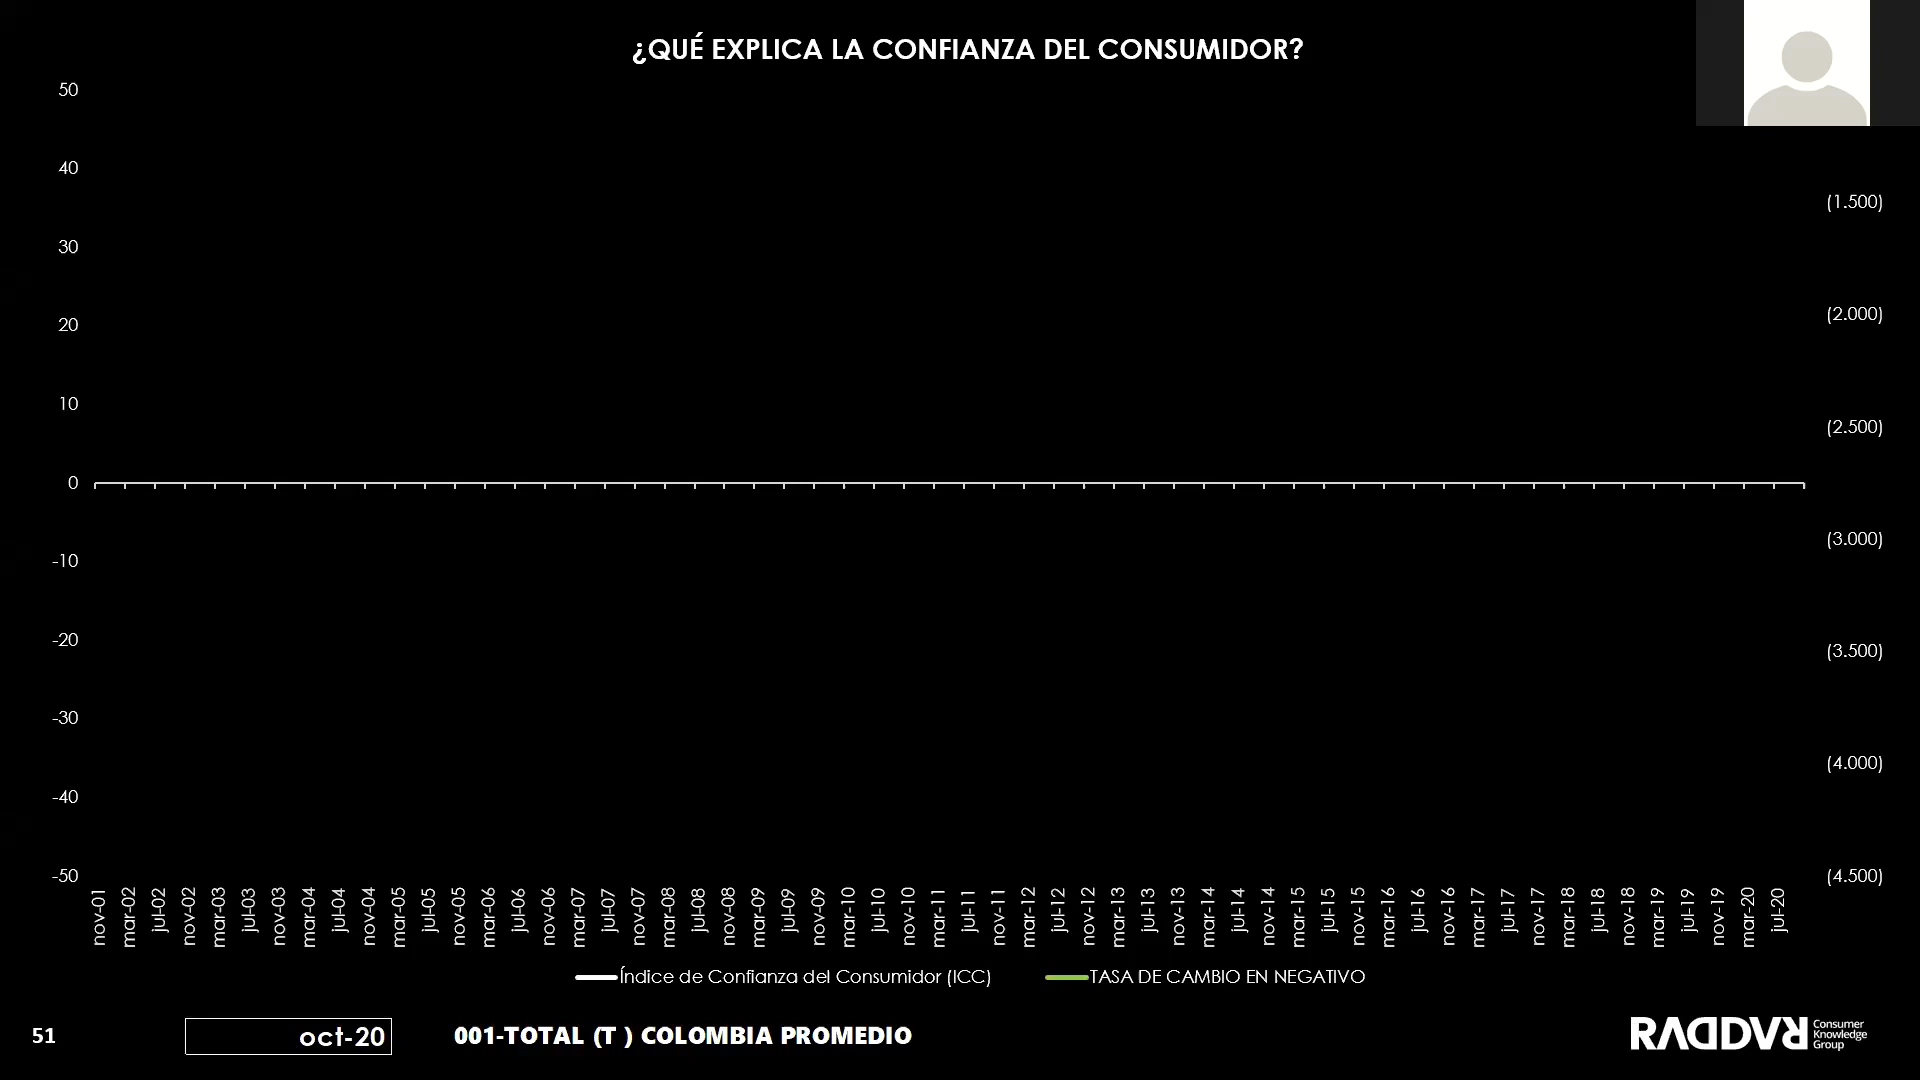 ¿QUÉ EXPLICA LA CONFIANZA DEL CONSUMIDOR?
50
40
30
20
10
0
-10
-20
-30
-40
-50
(1.500)
(2.000)
(2.500)
(3.000)
(3.500)
(4.000)
(4.500)
nov-01 mar-02 jul-02 nov-02 mar-03 jul-03 nov-03 mar-04 jul-04 nov-04 mar-05 jul-05 nov-05 mar-06 jul-06 nov-06 mar-07 jul-07 nov-07 mar-08 jul-08 nov-08 mar-09 jul-09 nov-09 mar-10 jul-10 nov-10 mar-11 jul-11 nov-11 mar-12 jul-12 nov-12 mar-13 jul-13 nov-13 mar-14 jul-14 nov-14 mar-15 jul-15 nov-15 mar-16 jul-16 nov-16 mar-17 jul-17 nov-17 mar-18 jul-18 nov-18 mar-19 jul-19 nov-19 mar-20 jul-20
Índice de Confianza del Consumidor (ICC) TASA DE CAMBIO EN NEGATIVO
51 oct-20 001-TOTAL (T ) COLOMBIA PROMEDIO
RADDAR
Consumer
Knowledge
Group